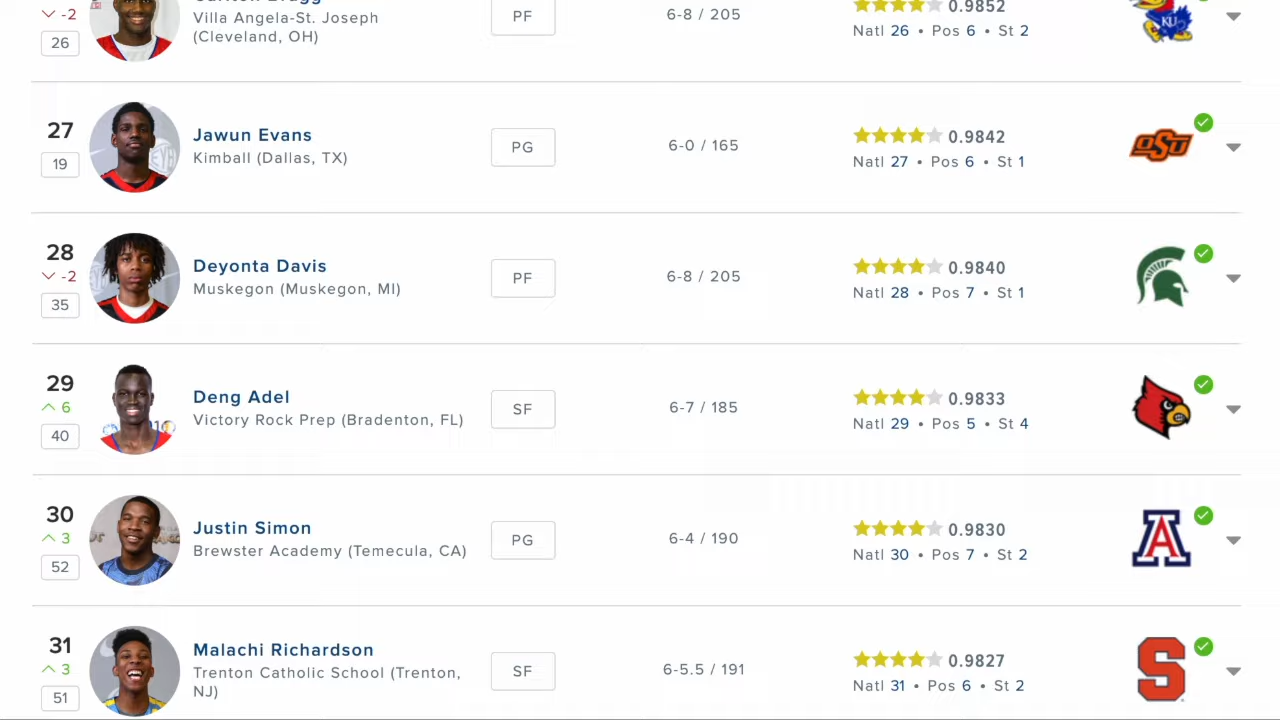 -2
26
Villa Angela-St. Joseph
(Cleveland, OH)
PF
6-8 / 205
0.9852
Natl 26 • Pos 6 • St 2
KU
27
19
Jawun Evans
Kimball (Dallas, TX)
PG
6-0 / 165
0.9842
Natl 27 • Pos 6 • St 1
OSU
28
-2
35
Deyonta Davis
Muskegon (Muskegon, MI)
PF
6-8 / 205
0.9840
Natl 28 • Pos 7 • St 1
29
6
40
Deng Adel
Victory Rock Prep (Bradenton, FL)
SF
6-7 / 185
0.9833
Natl 29 • Pos 5 • St 4
30
3
52
Justin Simon
Brewster Academy (Temecula, CA)
PG
6-4 / 190
0.9830
Natl 30 • Pos 7 • St 2
A
31
3
51
Malachi Richardson
Trenton Catholic School (Trenton,
NJ)
SF
6-5.5 / 191
0.9827
Natl 31 • Pos 6 • St 2
S